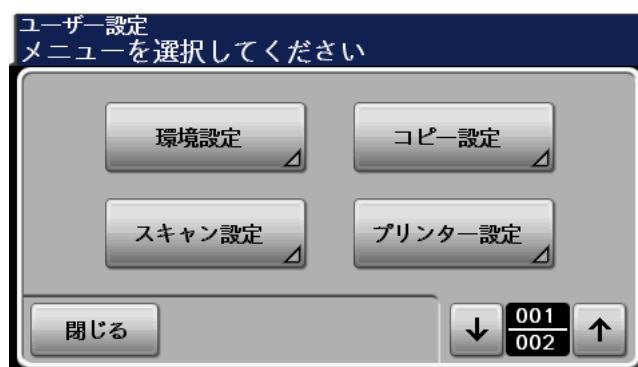 ユーザー設定
メニューを選択してください
環境設定
コピー設定
スキャン設定
プリンター設定
閉じる
↓ 001 ↑
002